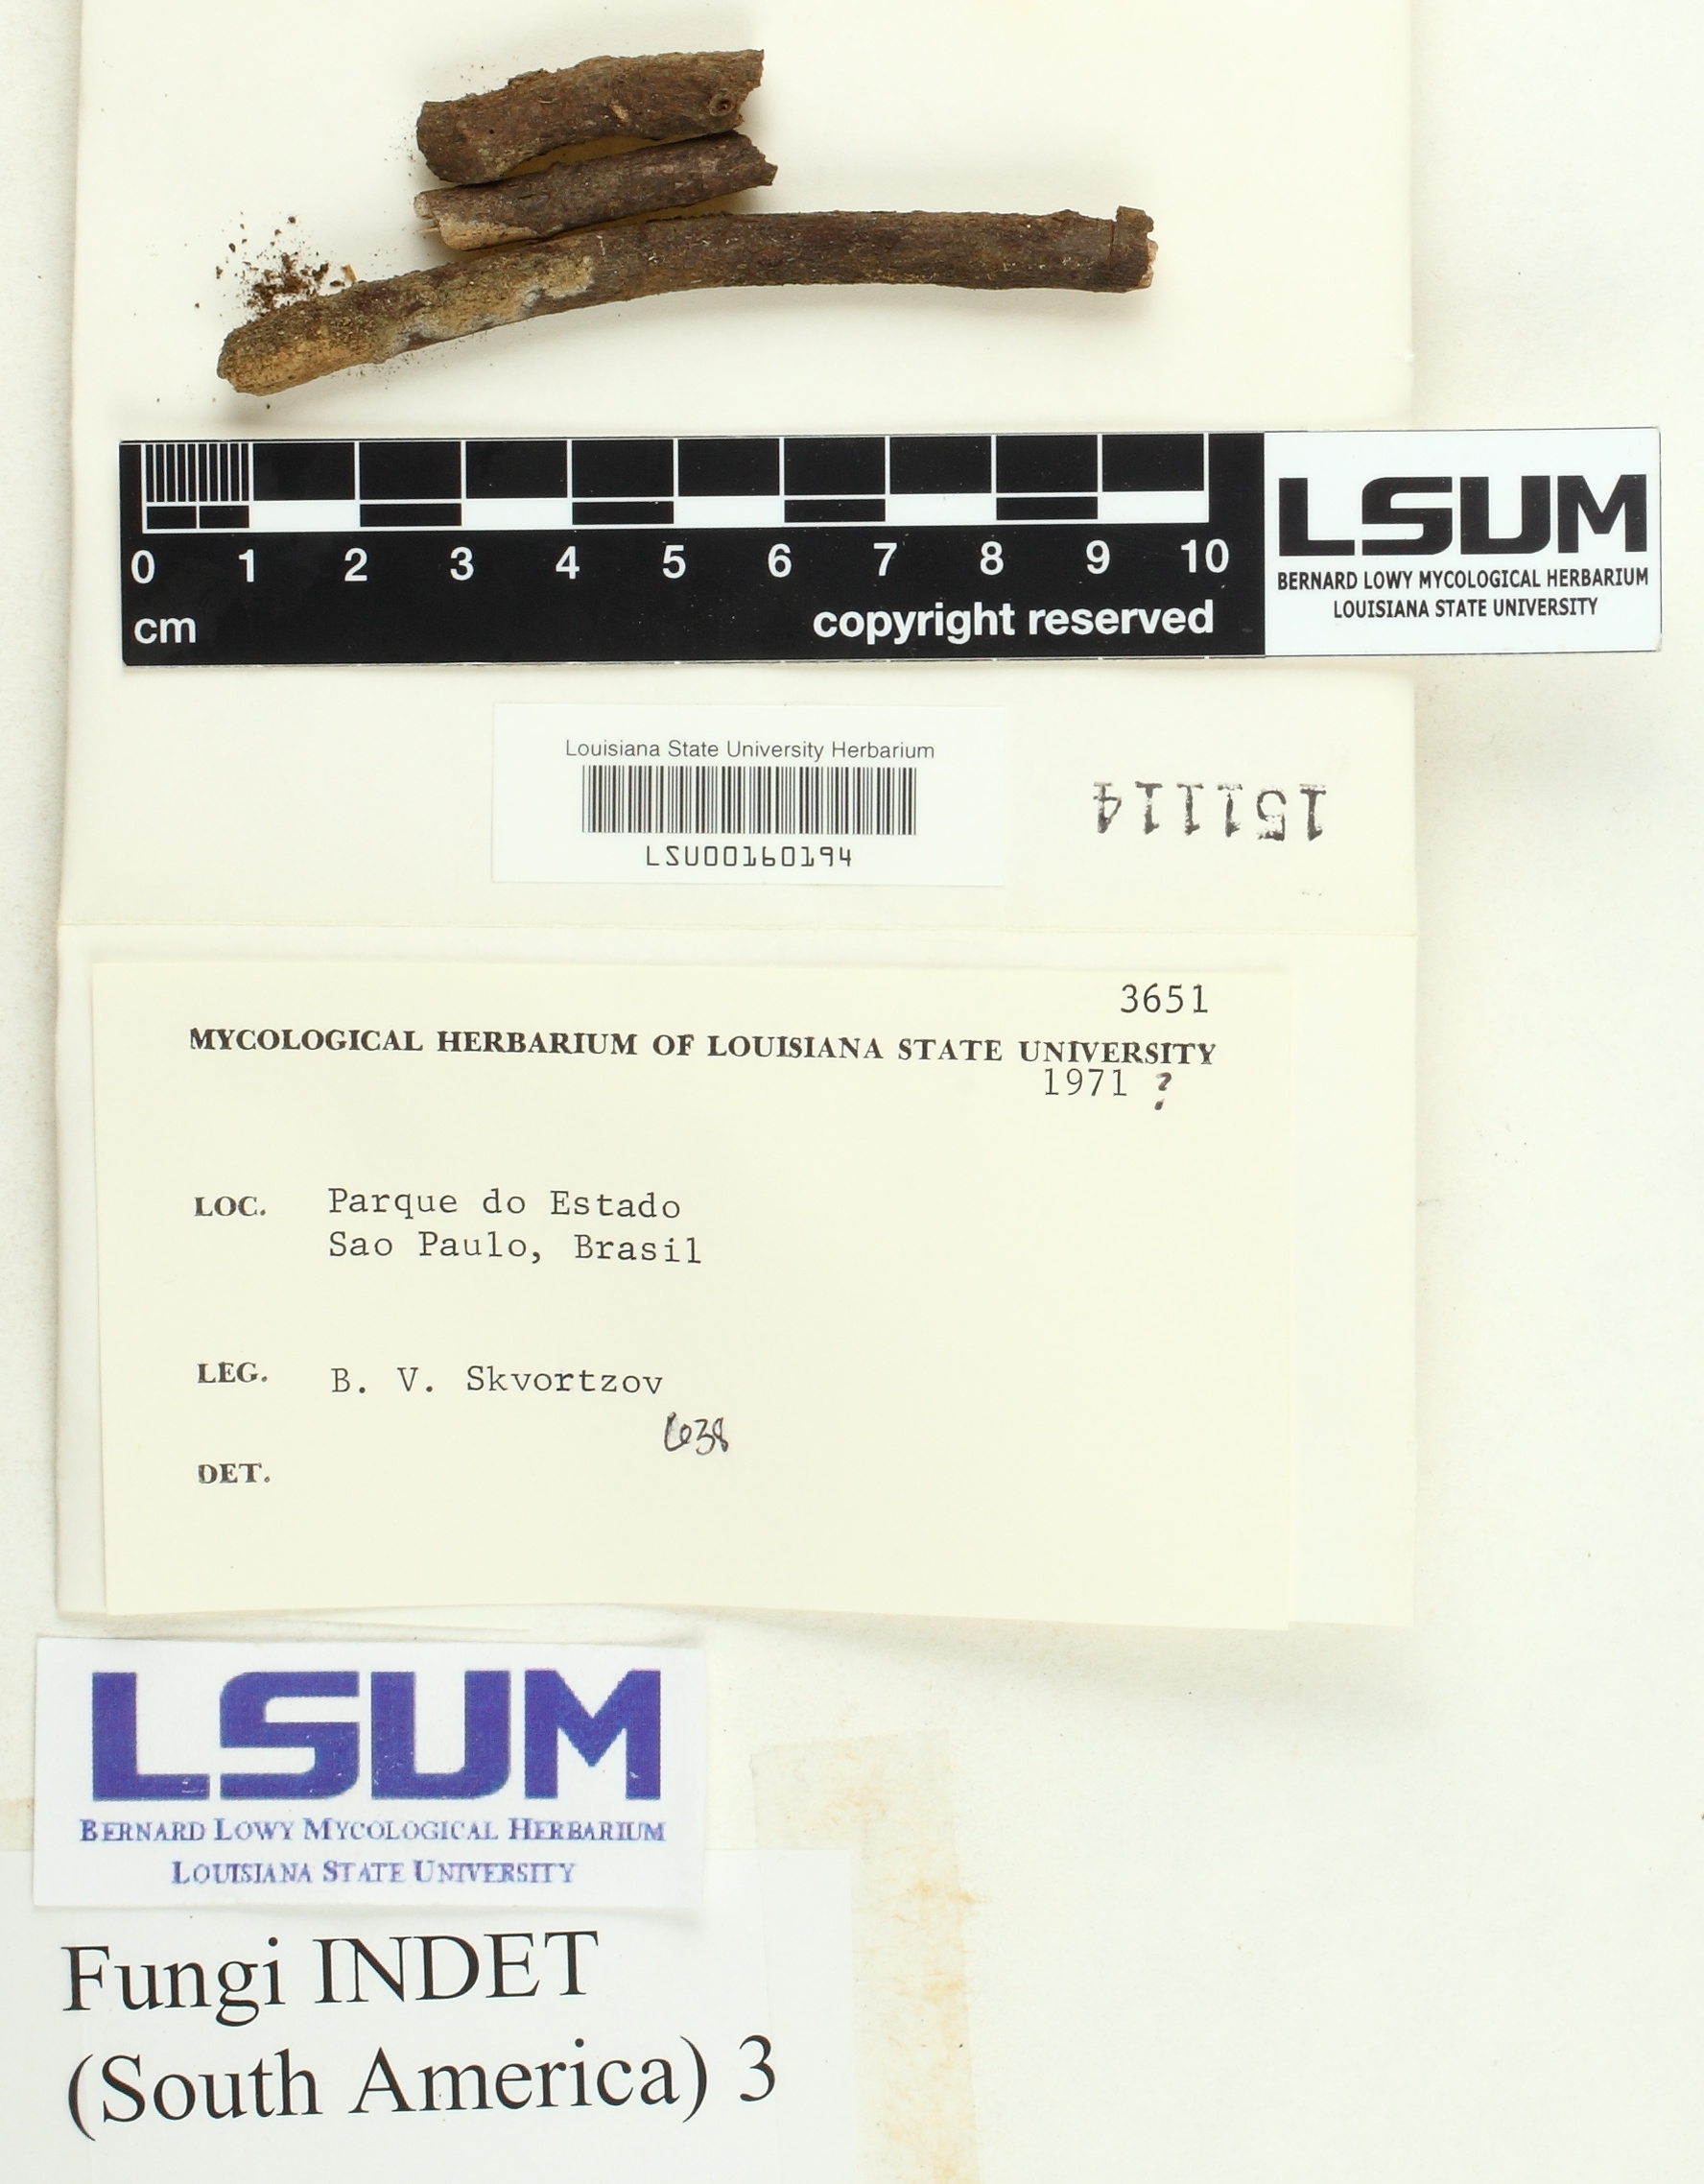 0 1 2 3 4 5 6 7 8 9 10
cm
copyright reserved
LSUM
BERNARD LOWY MYCOLOGICAL HERBARIUM
LOUISIANA STATE UNIVERSITY
Louisiana State University Herbarium
LSU00160194
151114
3651
MYCOLOGICAL HERBARIUM OF LOUISIANA STATE UNIVERSITY
1971 ?
LOC. Parque do Estado
Sao Paulo, Brasil
LEG. B. V. Skvortzov
638
DET.
LSUM
BERNARD LOWY MYCOLOGICAL HERBARIUM
LOUISIANA STATE UNIVERSITY
Fungi INDET
(South America) 3